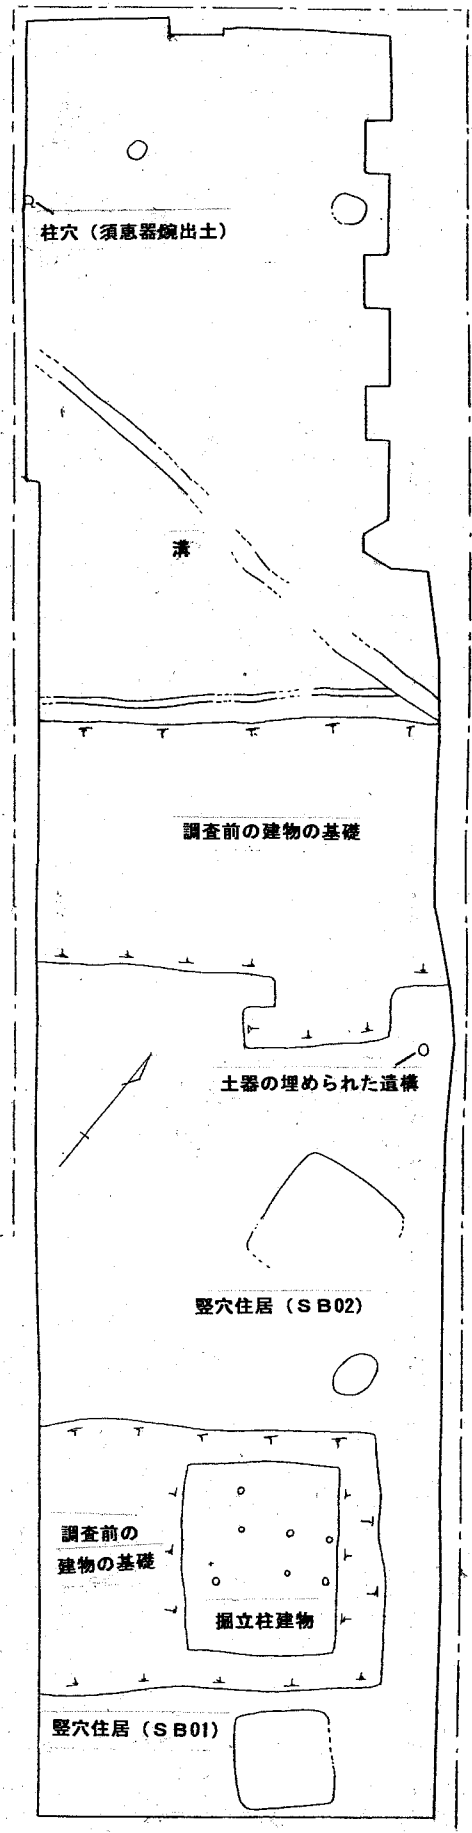 柱穴（須恵器椀出土）
溝
調査前の建物の基礎
土器の埋められた遺構
竪穴住居（ＳＢ02）
調査前の
建物の基礎
掘立柱建物
竪穴住居（ＳＢ01）